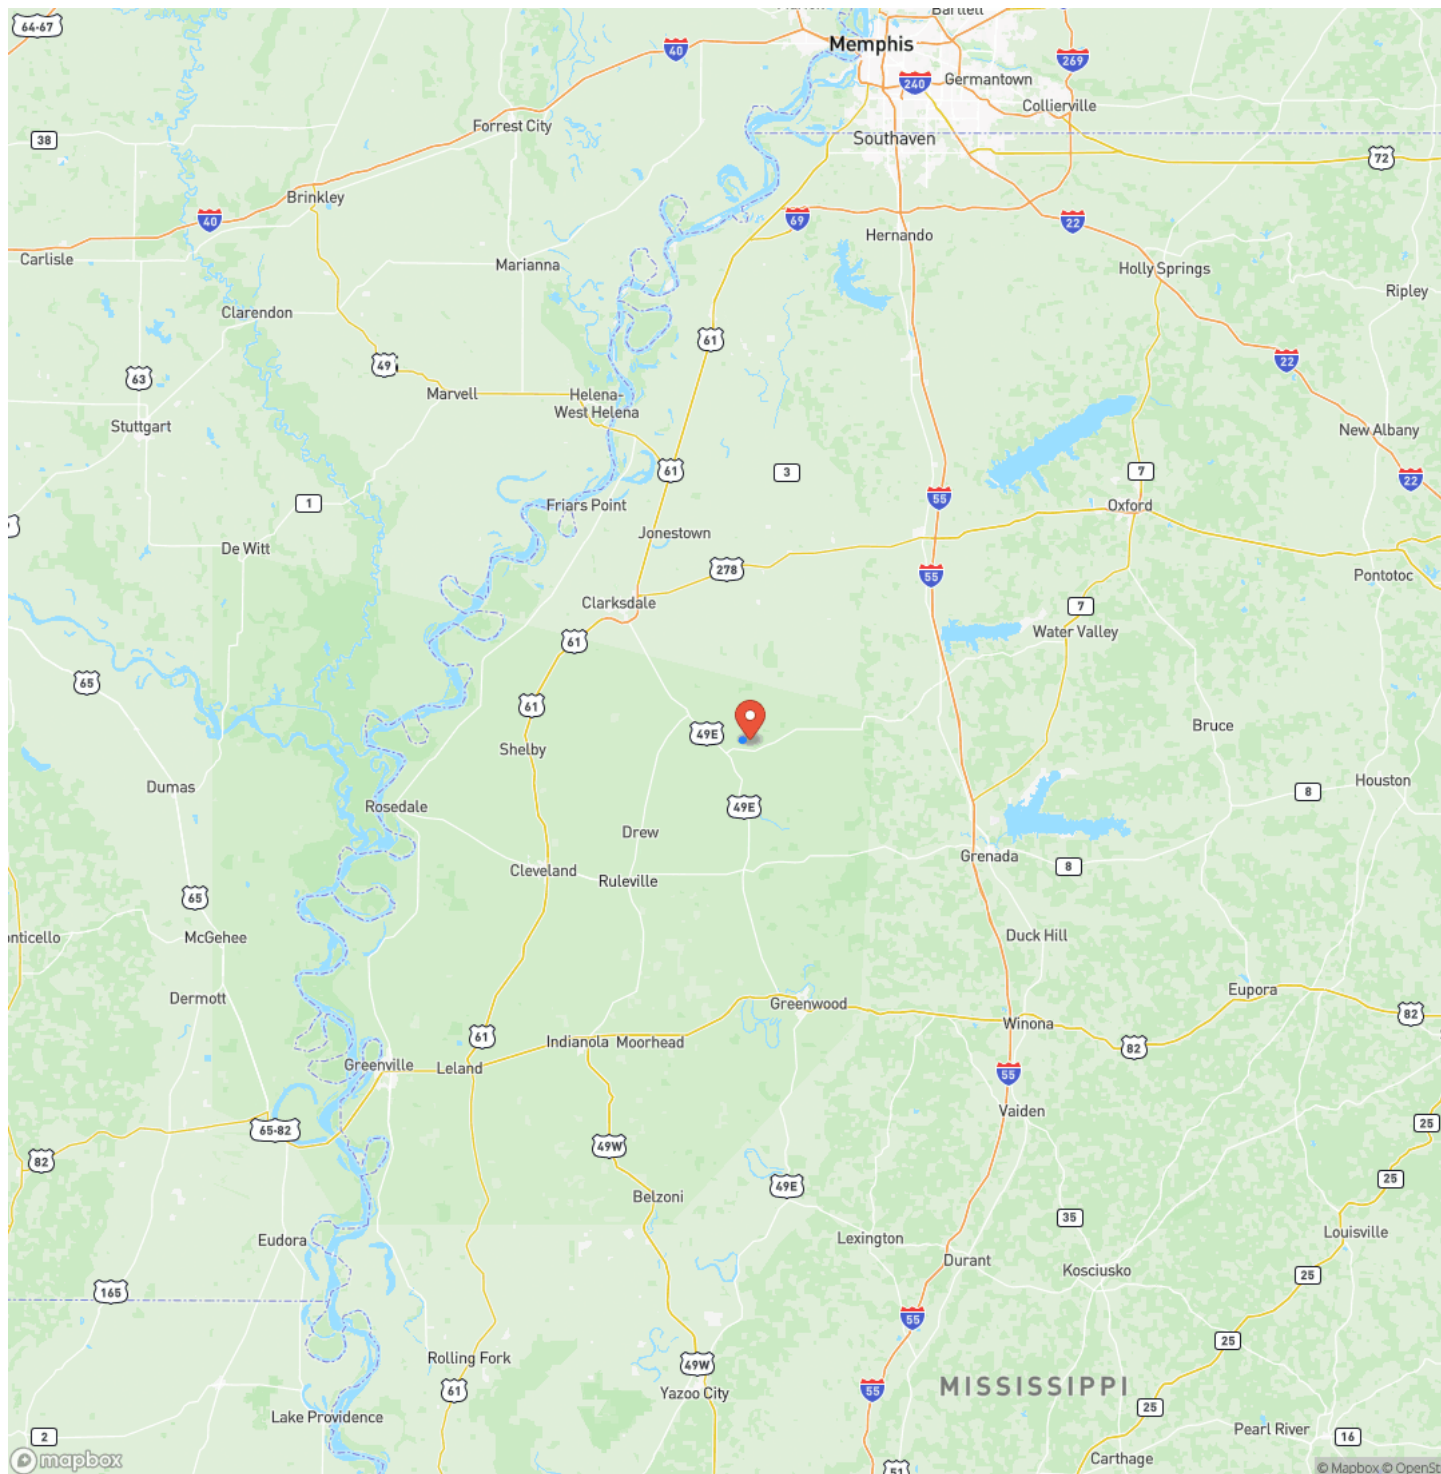 Bartlett
64-67
Memphis
40
269
240
Germantown
Collierville
Forrest City
38
Southaven
72
Brinkley
40
69
22
Hernando
Carlisle
Marianna
Holly Springs
Ripley
Clarendon
61
22
49
63
Marvell
Helena-
West Helena
Stuttgart
New Albany
61
3
7
22
55
1
Friars Point
Oxford
Jonestown
De Witt
278
55
Pontotoc
Clarksdale
7
61
Water Valley
65
61
Bruce
49E
Shelby
Dumas
Houston
8
Rosedale
49E
Drew
Grenada
8
Cleveland
Ruleville
65
McGehee
Duck Hill
Dermott
Eupora
Greenwood
82
Winona
61
Indianola
Moorhead
82
Greenville
Leland
55
Vaiden
65-82
25
49W
82
25
49E
Belzoni
35
Eudora
Lexington
Louisville
Durant
Kosciusko
25
165
55
25
Rolling Fork
49W
61
Yazoo City
55
MISSISSIPPI
25
Lake Providence
Pearl River
2
16
mapbox
Carthage
51
© Mapbox © OpenSt